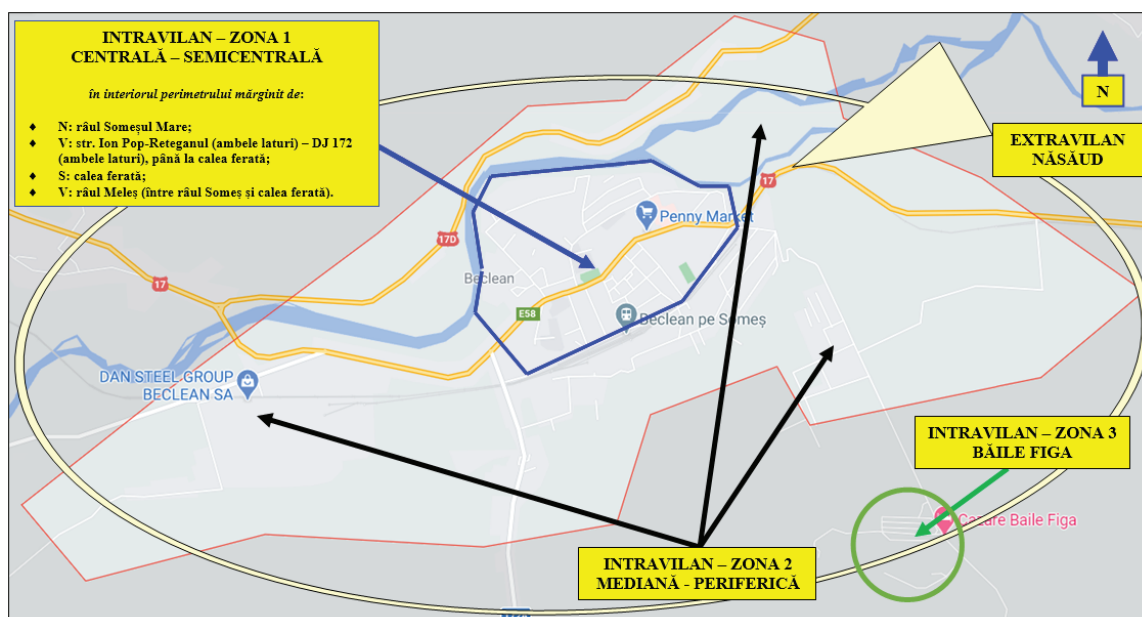 INTRAVILAN – ZONA 1
CENTRALĂ – SEMICENTRALĂ
în interiorul perimetrului mărginit de:
♦ N: râul Someșul Mare;
♦ V: str. Ion Pop-Reteganul (ambele laturi) – DJ 172
(ambele laturi), până la calea ferată;
♦ S: calea ferată;
♦ V: râul Meleș (între râul Someș și calea ferată).
N
EXTRAVILAN
NĂSĂUD
17
Penny Market
17D
Beclean
17
E58
Beclean pe Someș
DAN STEEL GROUP
BECLEAN SA
INTRAVILAN – ZONA 3
BĂILE FIGA
Cazare Baile Figa
INTRAVILAN – ZONA 2
MEDIANĂ - PERIFERICĂ